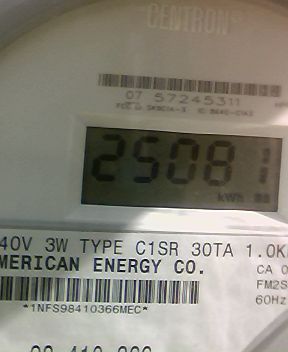 CENTRON
07 57245311
25081
kWh
40V 3W TYPE C1SR 30TA 1.0K
MERICAN ENERGY CO.
CA 0
FM2S
60Hz
*1NFS98410366MEC*